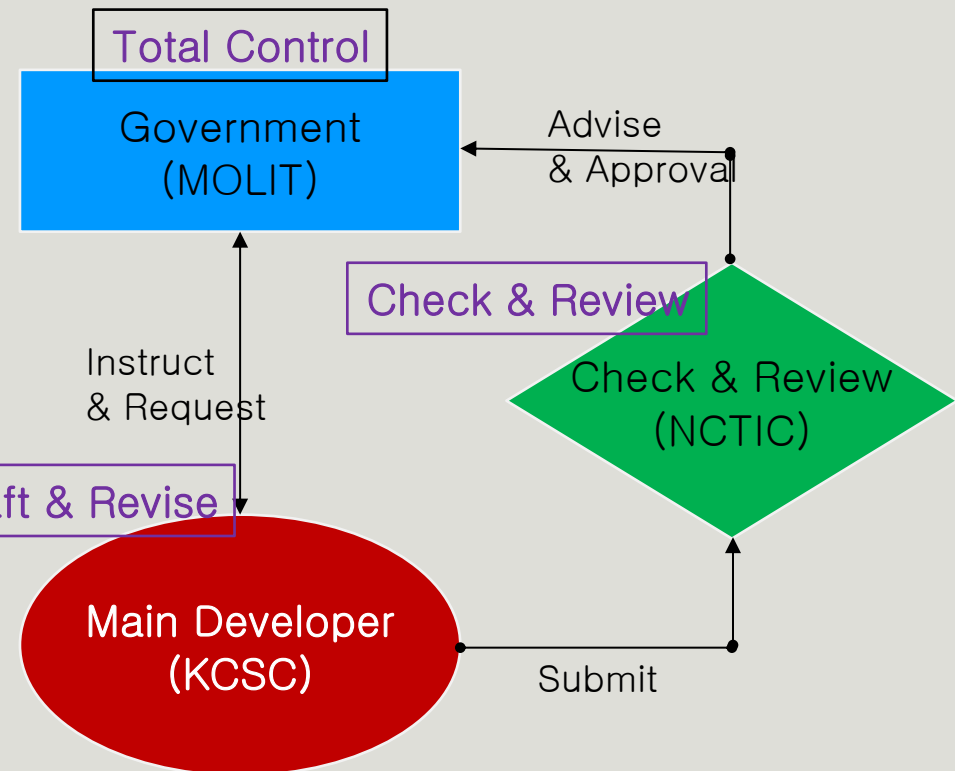 Total Control
Government
(MOLIT)
Advise
& Approval
Check & Review
Instruct
& Request
Check & Review
(NCTIC)
& Revise
Main Developer
(KCSC)
Submit